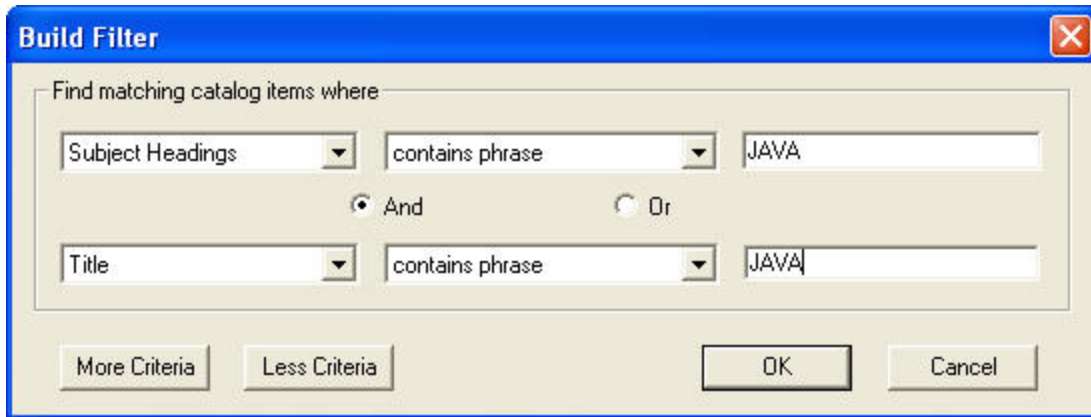 Build Filter
Find matching catalog items where
Subject Headings contains phrase JAVA
And Or
Title contains phrase JAVA
More Criteria Less Criteria OK Cancel